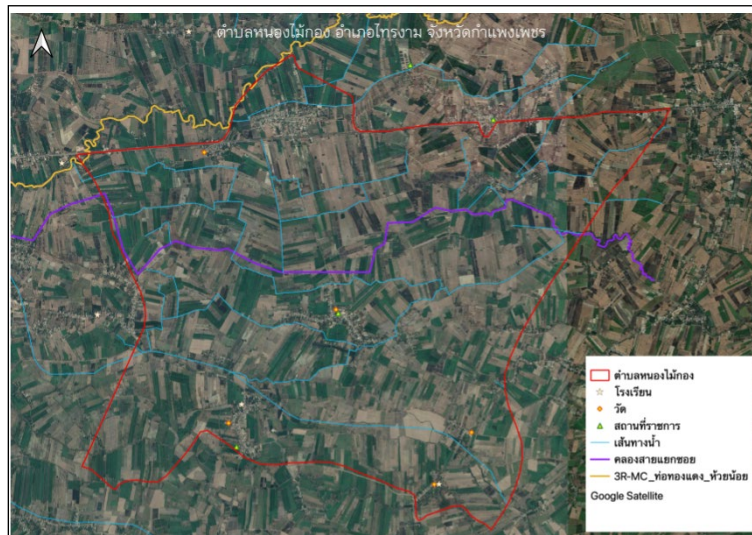 ตำบลหนองไม้กอง อำเภอไทรงาม จังหวัดกำแพงเพชร
ตำบลหนองไม้กอง
โรงเรียน
วัด
สถานที่ราชการ
เส้นทางน้ำ
คลองสายแยกซอย
3R-MC_ท่อทองแดง_ห้วยน้อย
Google Satellite